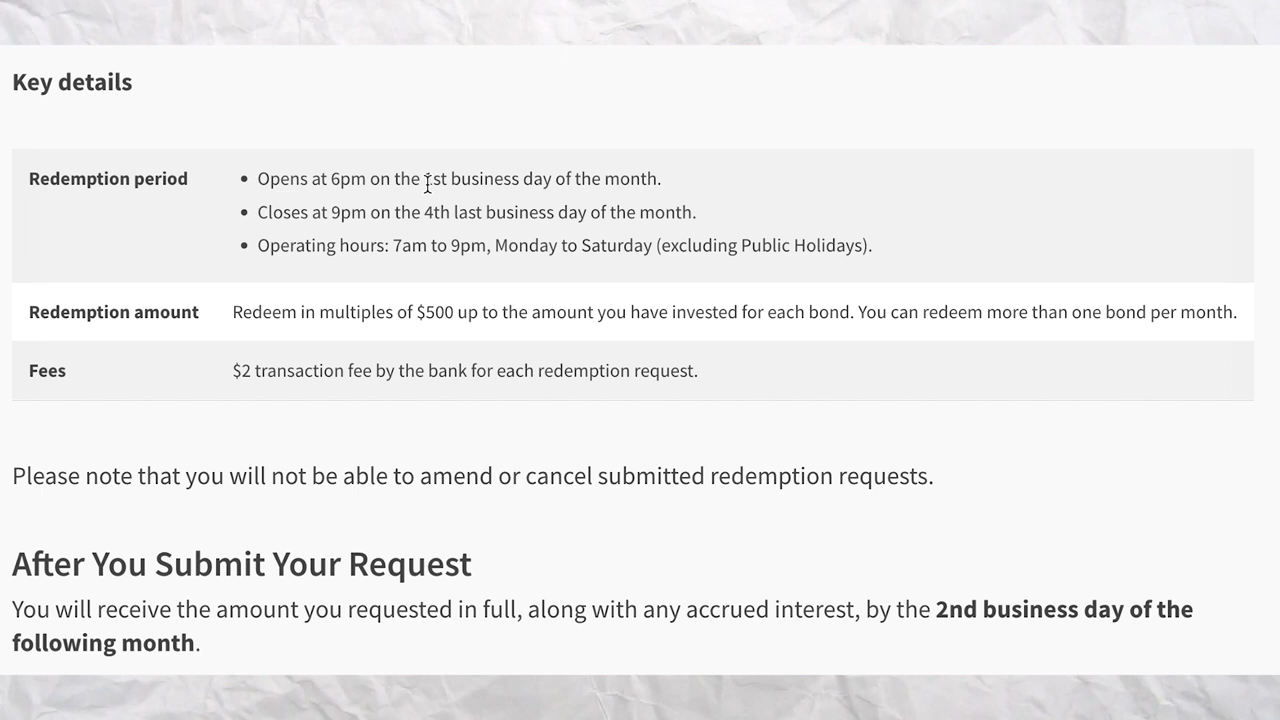 Key details
Redemption period
• Opens at 6pm on the 1st business day of the month.
• Closes at 9pm on the 4th last business day of the month.
• Operating hours: 7am to 9pm, Monday to Saturday (excluding Public Holidays).
Redemption amount Redeem in multiples of $500 up to the amount you have invested for each bond. You can redeem more than one bond per month.
Fees $2 transaction fee by the bank for each redemption request.
Please note that you will not be able to amend or cancel submitted redemption requests.
After You Submit Your Request
You will receive the amount you requested in full, along with any accrued interest, by the 2nd business day of the
following month.